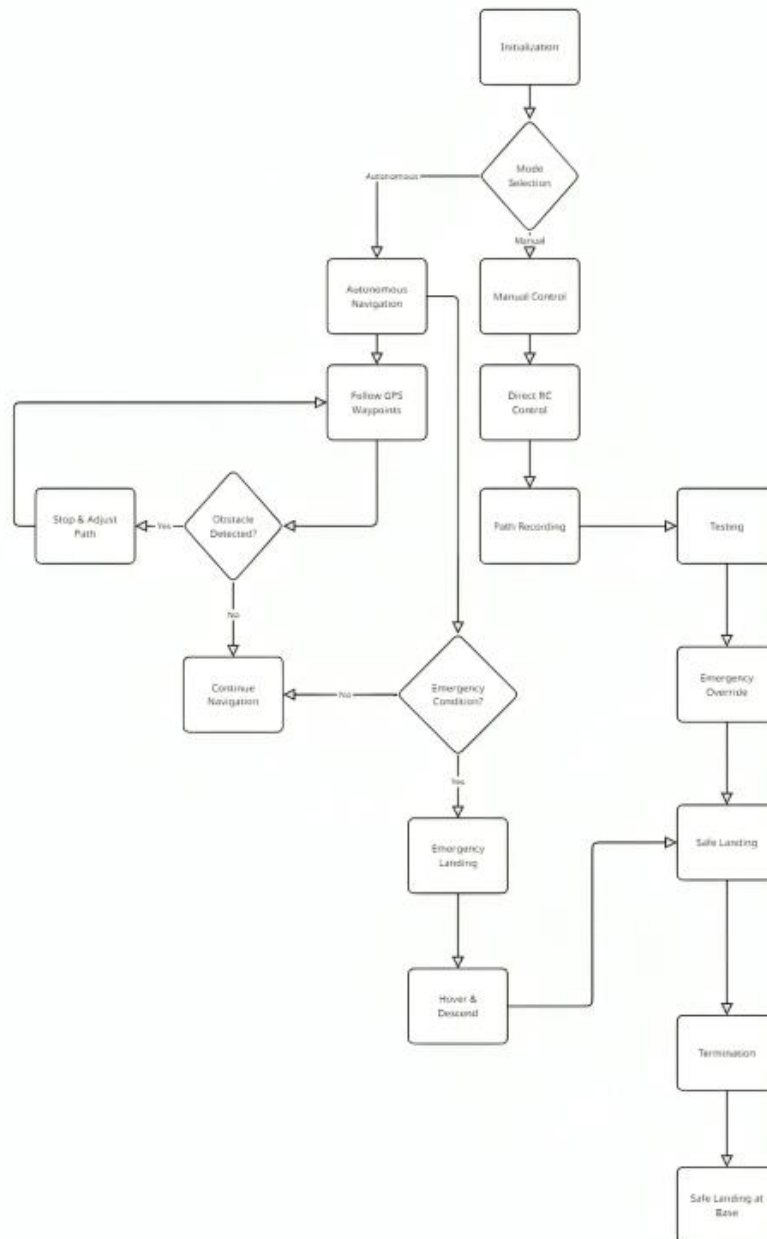 Initialization
Mode
Selection
Autonomous
Manual
Autonomous
Navigation
Manual Control
Follow GPS
Waypoints
Direct RC
Control
Stop & Adjust
Path
Yes
Obstacle
Detected?
Path Recording
Testing
No
Continue
Navigation
No
Emergency
Condition?
Emergency
Override
Yes
Emergency
Landing
Safe Landing
Hover &
Descend
Termination
Safe Landing at
Base